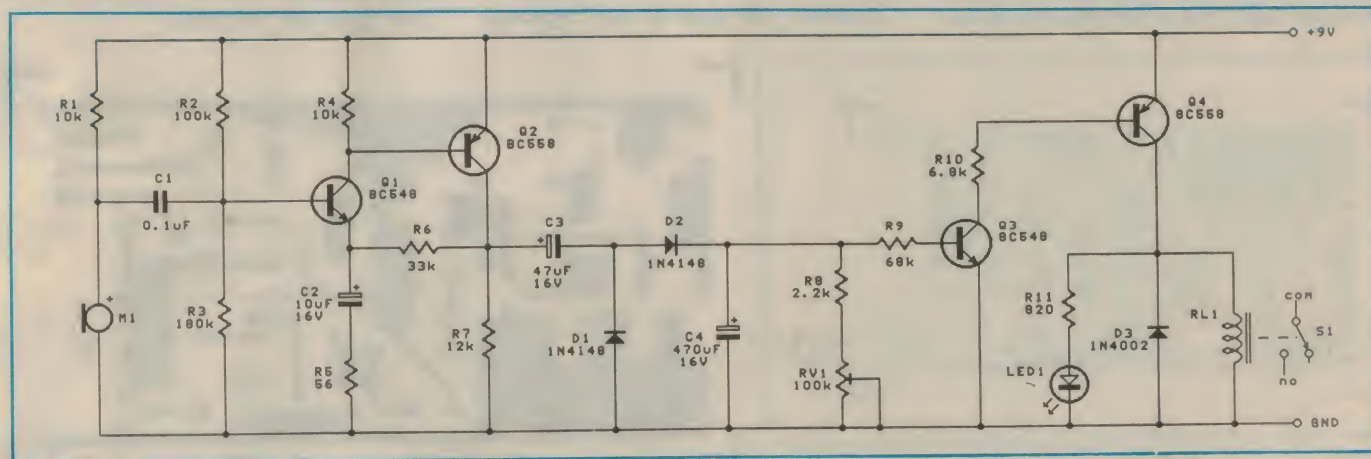 +9V
R1
10k
R2
100k
R4
10k
Q2
BC558
Q4
BC558
R10
6.8k
C1
0.1uF
Q1
BC548
R6
33k
C3
+
47uF
16V
D2
1N4148
R9
68k
Q3
BC548
M1
+
R3
180k
C2
+
10uF
16V
R5
56
R7
12k
D1
1N4148
C4
+
470uF
16V
R8
2.2k
RV1
100k
R11
820
LED1
D3
1N4002
RL1
com
S1
no
GND